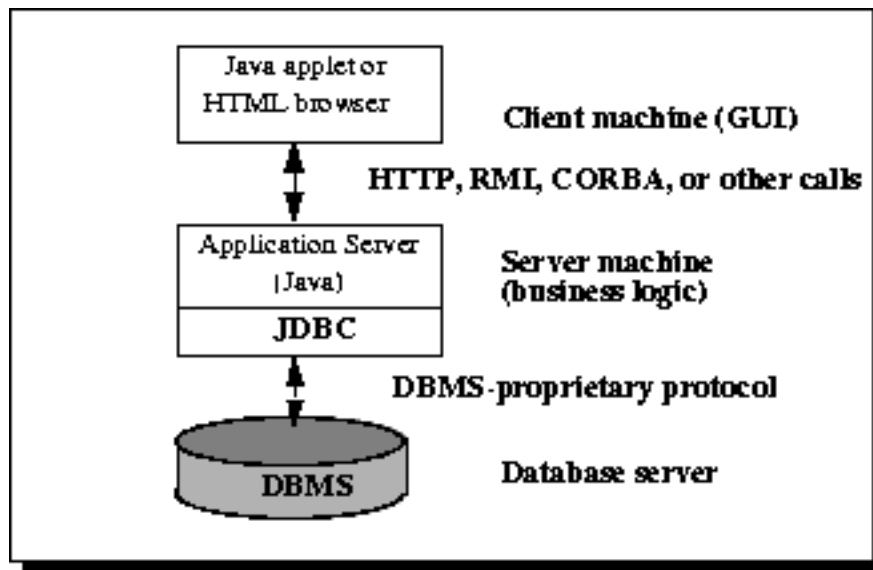 Java applet or
HTML browser
Client machine (GUI)
HTTP, RMI, CORBA, or other calls
Application Server
(Java)
Server machine
(business logic)
JDBC
DBMS-proprietary protocol
DBMS
Database server